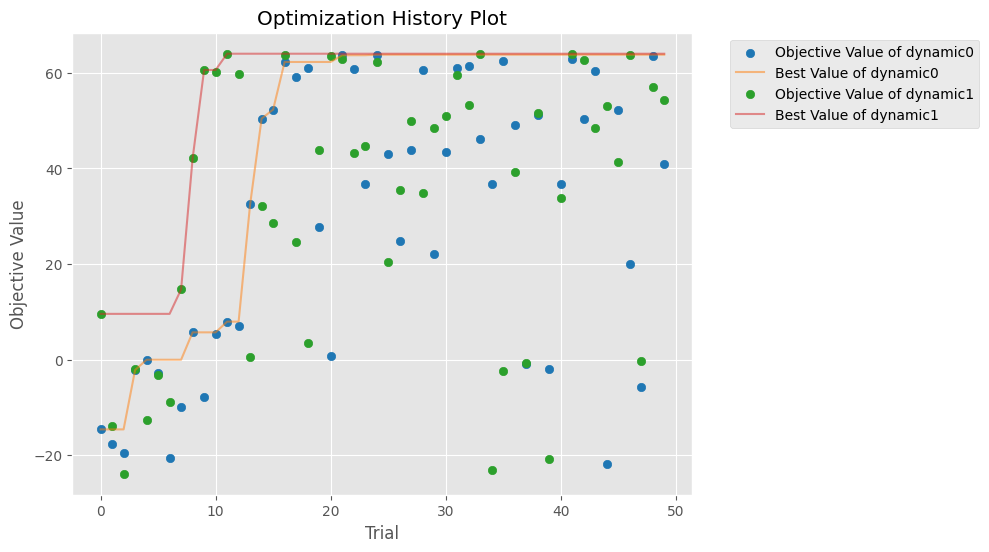 Optimization History Plot
Objective Value of dynamic0
Best Value of dynamic0
Objective Value of dynamic1
Best Value of dynamic1
Objective Value
60
40
20
0
−20
0 10 20 30 40 50
Trial